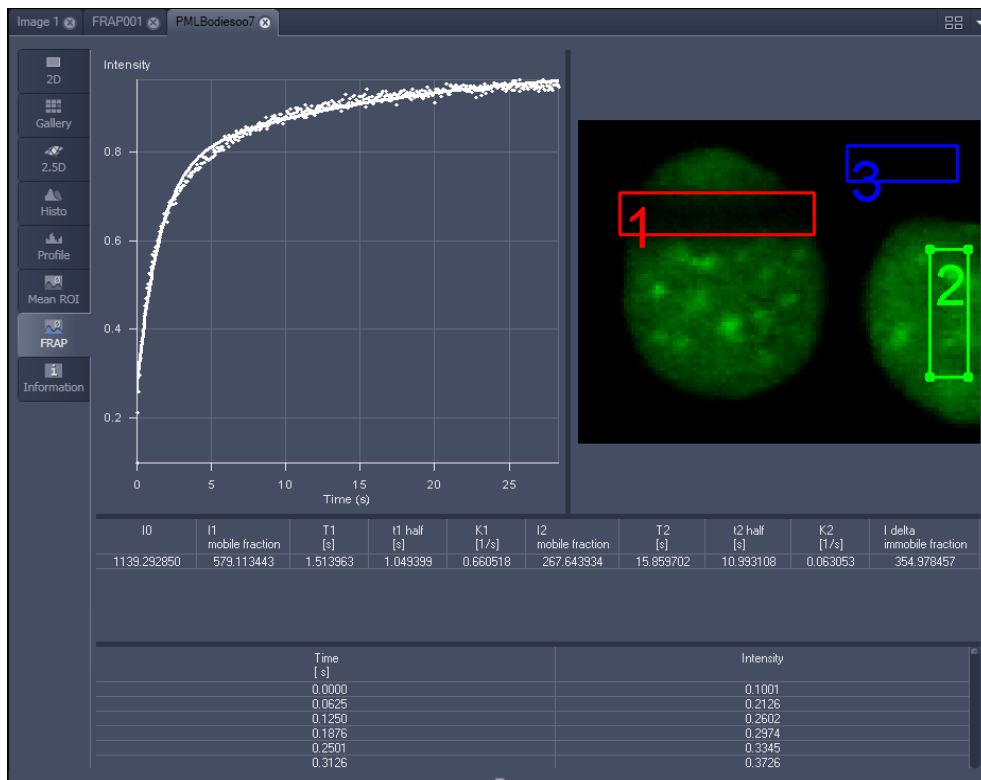 Image 1 FRAP001 PMLBodiesoo7
2D
Gallery
2.5D
Histo
Profile
Mean ROI
FRAP
Information
Intensity
0.8
0.6
0.4
0.2
0 5 10 15 20 25
Time (s)
1
2
3
I0 I1 T1 t1 half K1 I2 T2 t2 half K2 I delta
mobile fraction [s] [s] [1/s] mobile fraction [s] [s] [1/s] immobile fraction
1139.292850 579.113443 1.513963 1.049399 0.660518 267.643934 15.859702 10.993108 0.063053 354.978457
Time Intensity
[ s]
0.0000 0.1001
0.0625 0.2126
0.1250 0.2602
0.1876 0.2974
0.2501 0.3345
0.3126 0.3726